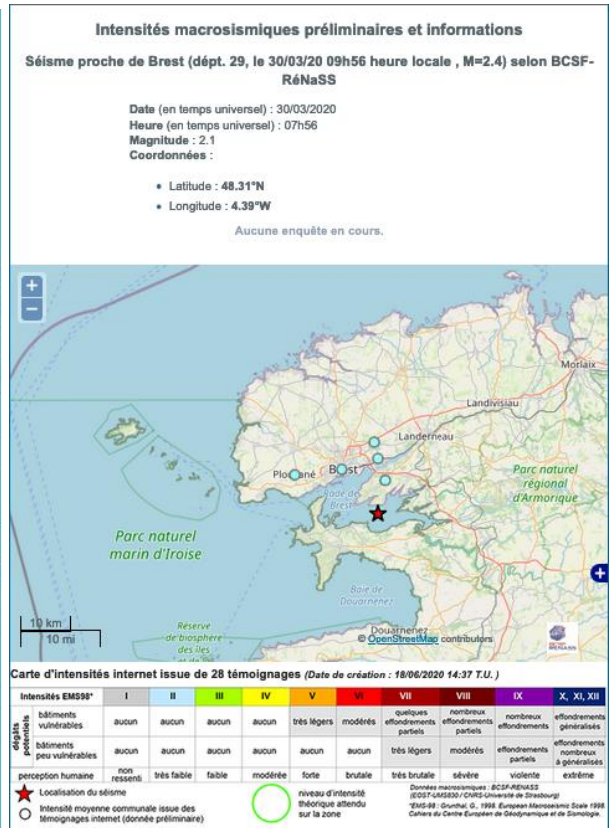 Intensités macrosismiques préliminaires et informations
Séisme proche de Brest (dépt. 29, le 30/03/20 09h56 heure locale , M=2.4) selon BCSF-
RéNaSS
Date (en temps universel) : 30/03/2020
Heure (en temps universel) : 07h56
Magnitude : 2.1
Coordonnées :
• Latitude : 48.31°N
• Longitude : 4.39°W
Aucune enquête en cours.
+
−
Morlaix
Landivisiau
Landerneau
Brest
Rade de
Brest
Parc naturel
régional
d'Armorique
Parc naturel
marin d'Iroise
Baie de
Douarnenez
Réserve
de biosphère
des îles
et de
Douarnenez
10 km
10 mi
© OpenStreetMap contributors
Carte d'intensités internet issue de 28 témoignages (Date de création : 18/06/2020 14:37 T.U. )
Intensités EMS98* I II III IV V VI VII VIII IX X, XI, XII
dégâts potentiels
bâtiments vulnérables aucun aucun aucun aucun très légers modérés quelques effondrements partiels nombreux effondrements partiels nombreux effondrements effondrements généralisés
bâtiments peu vulnérables aucun aucun aucun aucun aucun aucun très légers modérés effondrements partiels effondrements nombreux à généralisés
perception humaine non ressenti très faible faible modérée forte brutale très brutale sévère violente extrême
Localisation du séisme
Intensité moyenne communale issue des
témoignages internet (donnée préliminaire)
niveau d'intensité
théorique attendu
sur la zone
Données macrosismiques : BCSF-RENASS
(EOST-UMS830 / CNRS-Université de Strasbourg)
*EMS-98 : Grunthal, G., 1998. European Macroseismic Scale 1998.
Cahiers du Centre Européen de Géodynamique et de Sismologie.